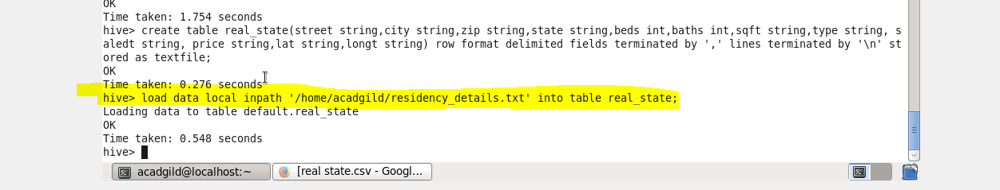 OK
Time taken: 1.754 seconds
hive> create table real_state(street string,city string,zip string,state string,beds int,baths int,sqft string,type string, s
aledt string, price string,lat string,longt string) row format delimited fields terminated by ',' lines terminated by '\n' st
ored as textfile;
OK
Time taken: 0.276 seconds
hive> load data local inpath '/home/acadgild/residency_details.txt' into table real_state;
Loading data to table default.real_state
OK
Time taken: 0.548 seconds
hive>
acadgild@localhost:~ [real state.csv - Googl...